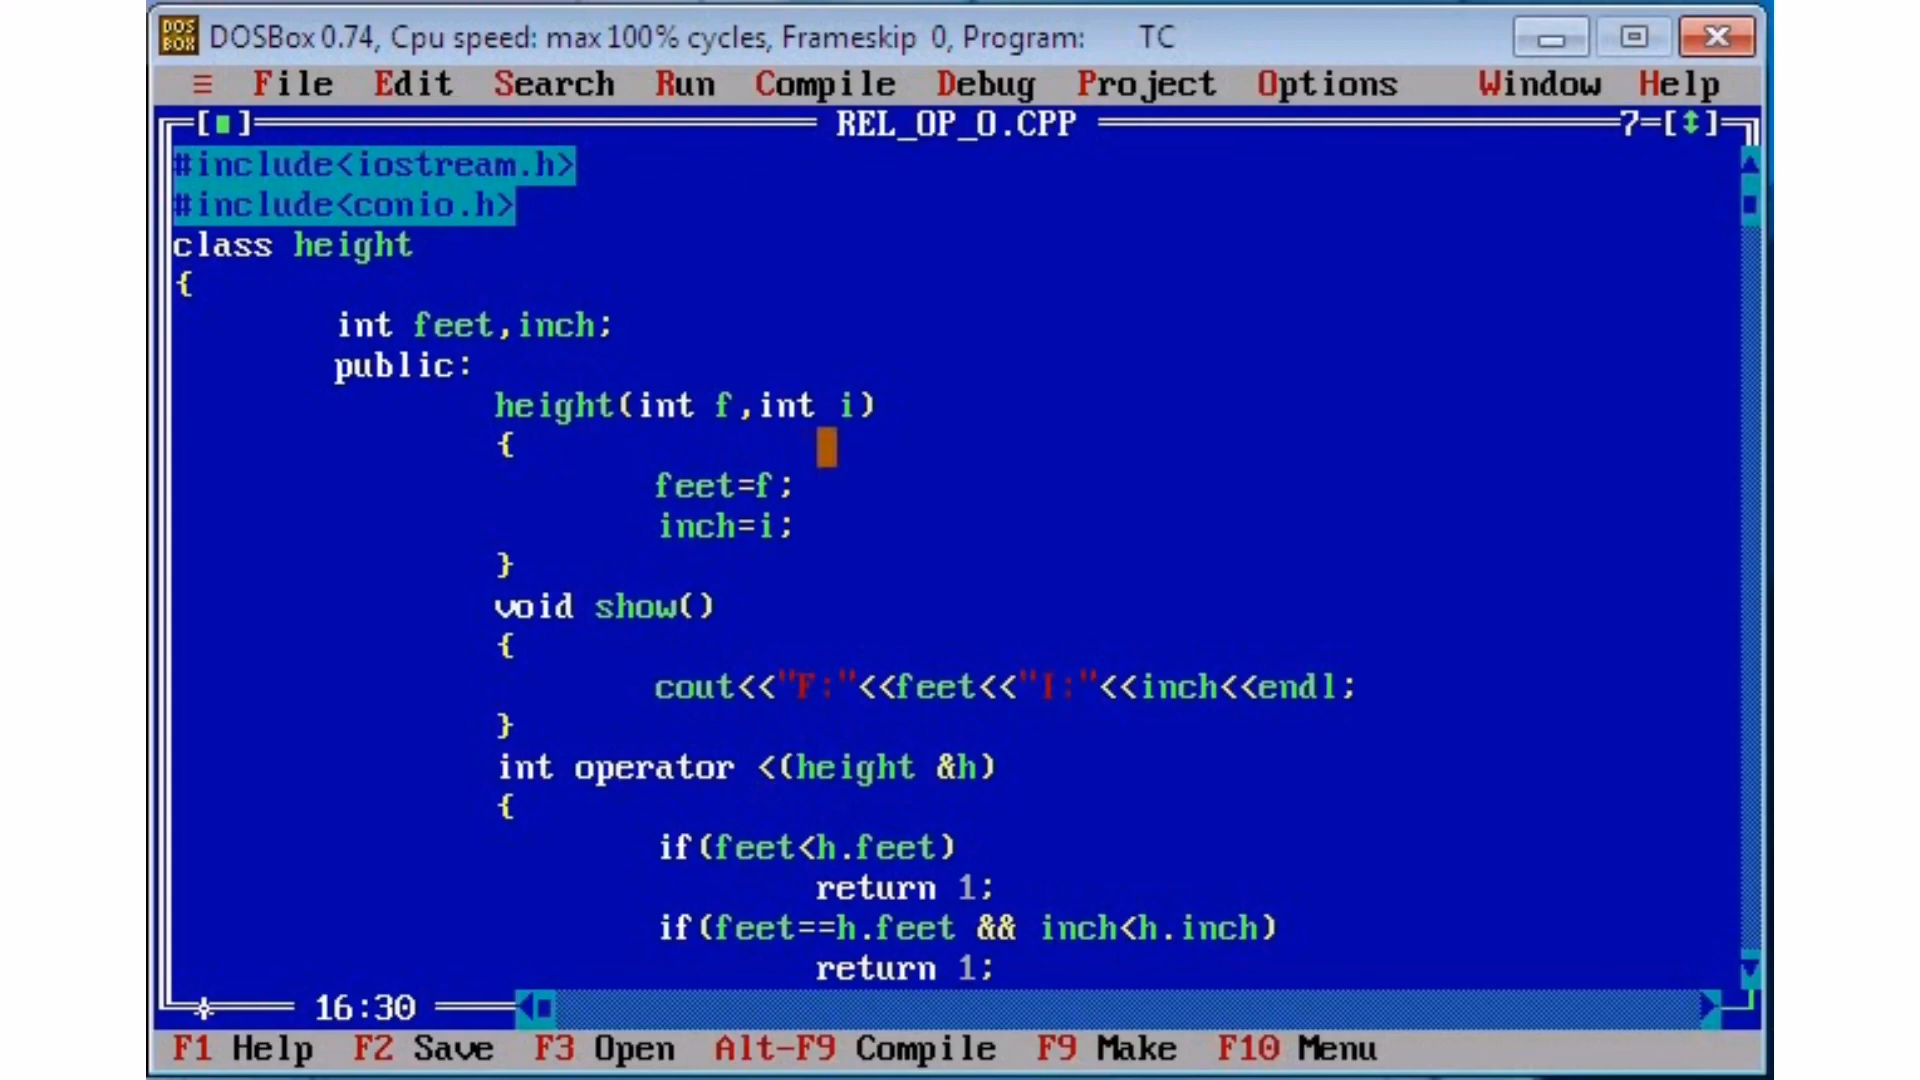 DOS BOX DOSBox 0.74, Cpu speed: max 100% cycles, Frameskip 0, Program: TC
≡ File Edit Search Run Compile Debug Project Options Window Help
[■] REL_OP_O.CPP 7=[↕]
#include<iostream.h>
#include<conio.h>
class height
{
int feet,inch;
public:
height(int f,int i)
{
feet=f;
inch=i;
}
void show()
{
cout<<"F:"<<feet<<"I:"<<inch<<endl;
}
int operator <(height &h)
{
if(feet<h.feet)
return 1;
if(feet==h.feet && inch<h.inch)
return 1;
16:30
F1 Help F2 Save F3 Open Alt-F9 Compile F9 Make F10 Menu